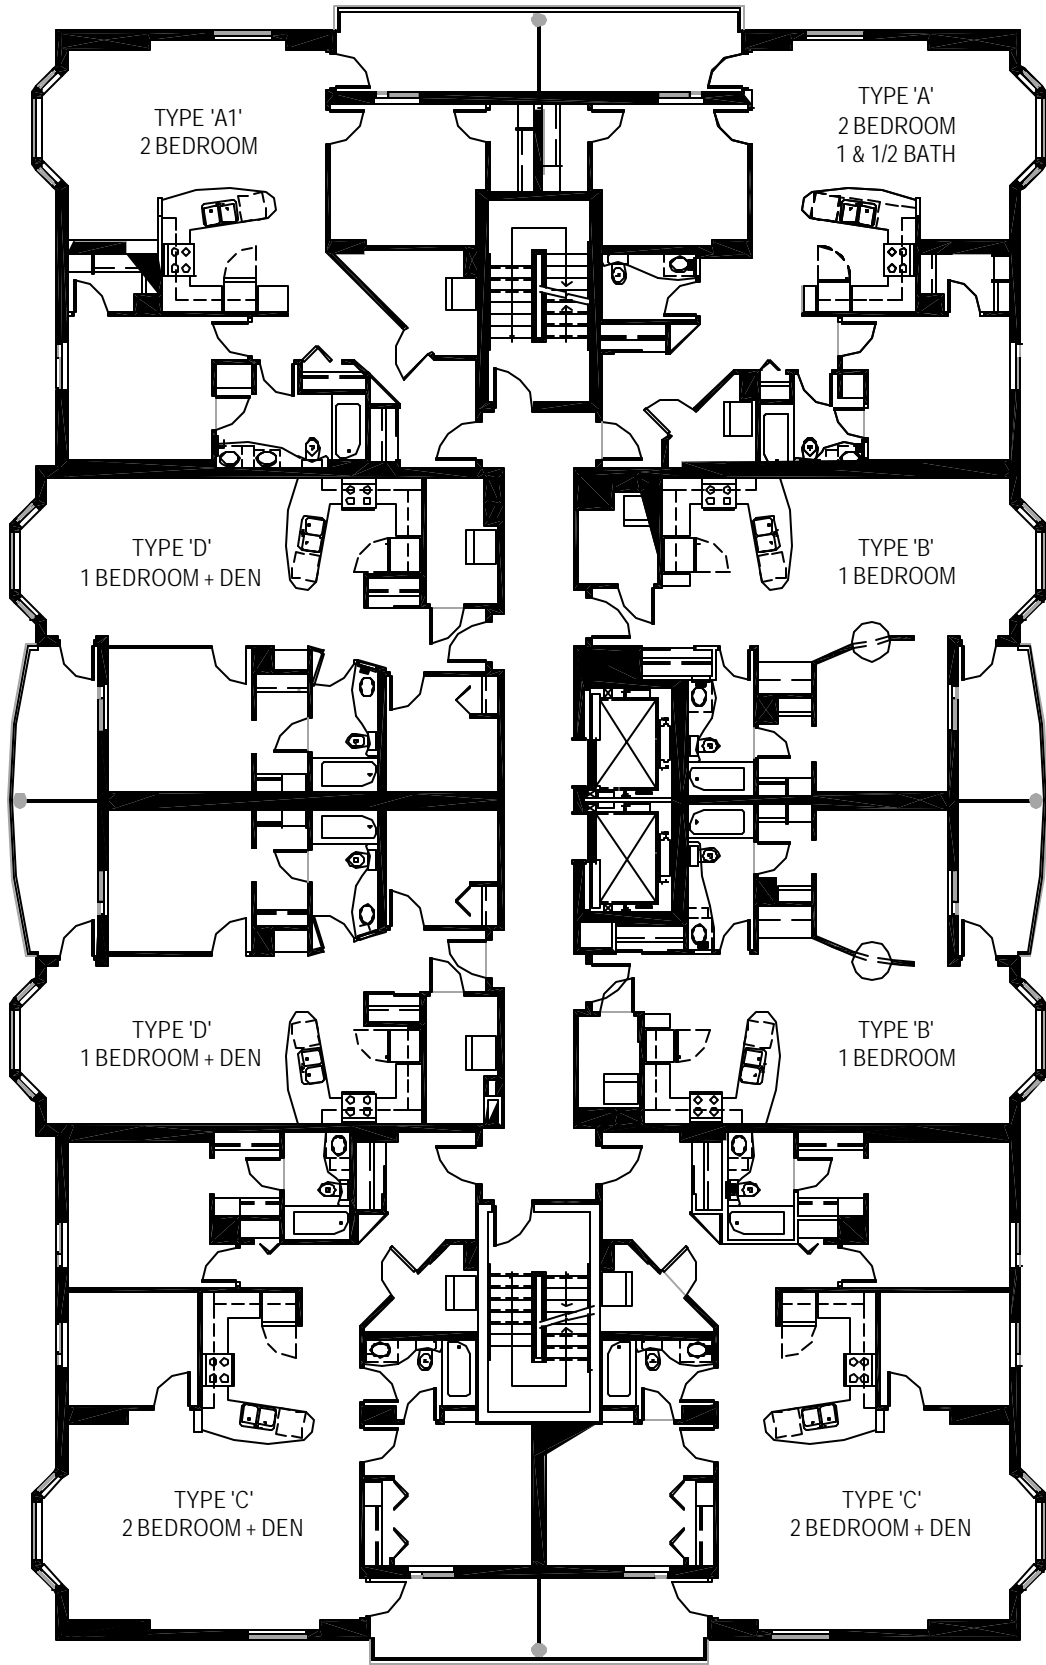 TYPE 'A1'
2 BEDROOM
TYPE 'A'
2 BEDROOM
1 & 1/2 BATH
TYPE 'D'
1 BEDROOM + DEN
TYPE 'B'
1 BEDROOM
TYPE 'D'
1 BEDROOM + DEN
TYPE 'B'
1 BEDROOM
TYPE 'C'
2 BEDROOM + DEN
TYPE 'C'
2 BEDROOM + DEN